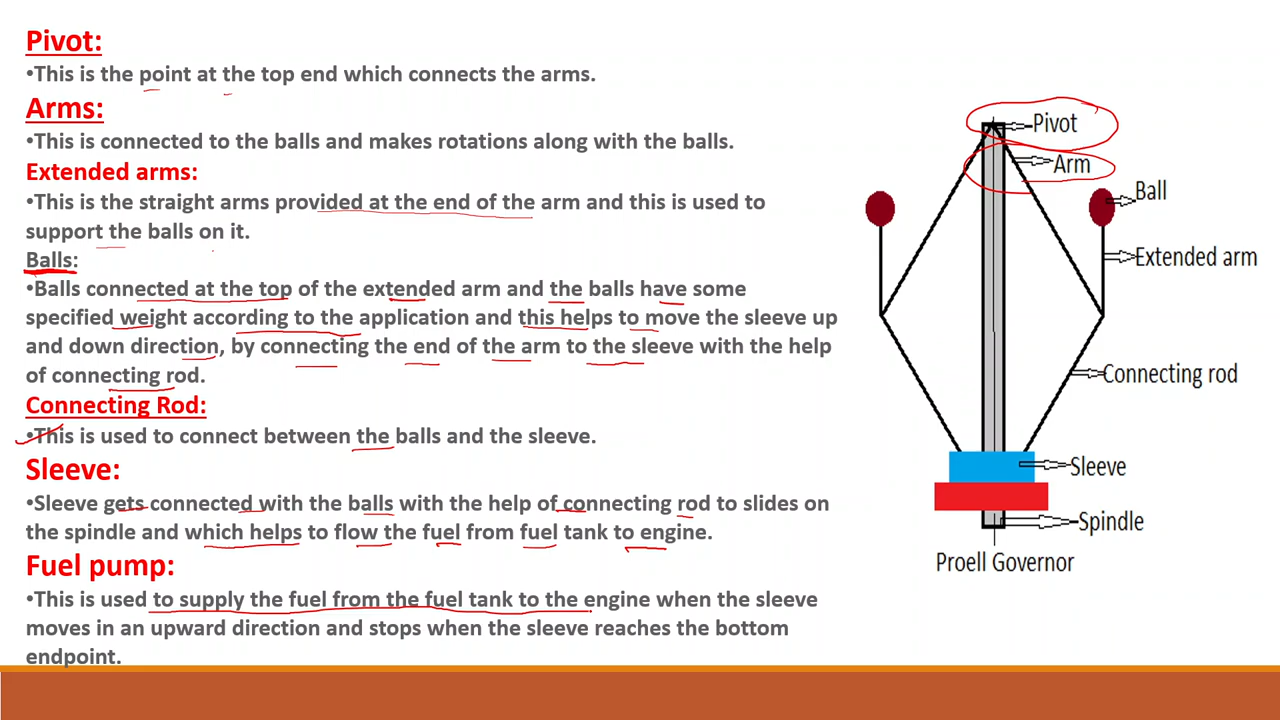 Pivot:
•This is the point at the top end which connects the arms.
Arms:
•This is connected to the balls and makes rotations along with the balls.
Extended arms:
•This is the straight arms provided at the end of the arm and this is used to
support the balls on it.
Balls:
•Balls connected at the top of the extended arm and the balls have some
specified weight according to the application and this helps to move the sleeve up
and down direction, by connecting the end of the arm to the sleeve with the help
of connecting rod.
Connecting Rod:
•This is used to connect between the balls and the sleeve.
Sleeve:
•Sleeve gets connected with the balls with the help of connecting rod to slides on
the spindle and which helps to flow the fuel from fuel tank to engine.
Fuel pump:
•This is used to supply the fuel from the fuel tank to the engine when the sleeve
moves in an upward direction and stops when the sleeve reaches the bottom
endpoint.
Pivot
Arm
Ball
Extended arm
Connecting rod
Sleeve
Spindle
Proell Governor